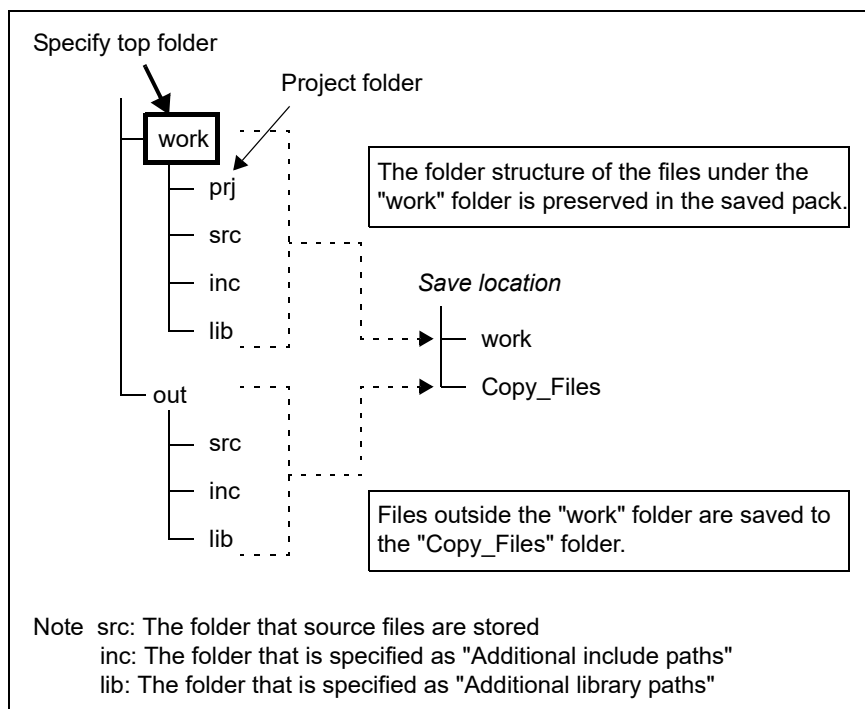 Specify top folder
Project folder
work
prj
src
inc
lib
out
src
inc
lib
The folder structure of the files under the
"work" folder is preserved in the saved pack.
Save location
work
Copy_Files
Files outside the "work" folder are saved to
the "Copy_Files" folder.
Note src: The folder that source files are stored
inc: The folder that is specified as "Additional include paths"
lib: The folder that is specified as "Additional library paths"